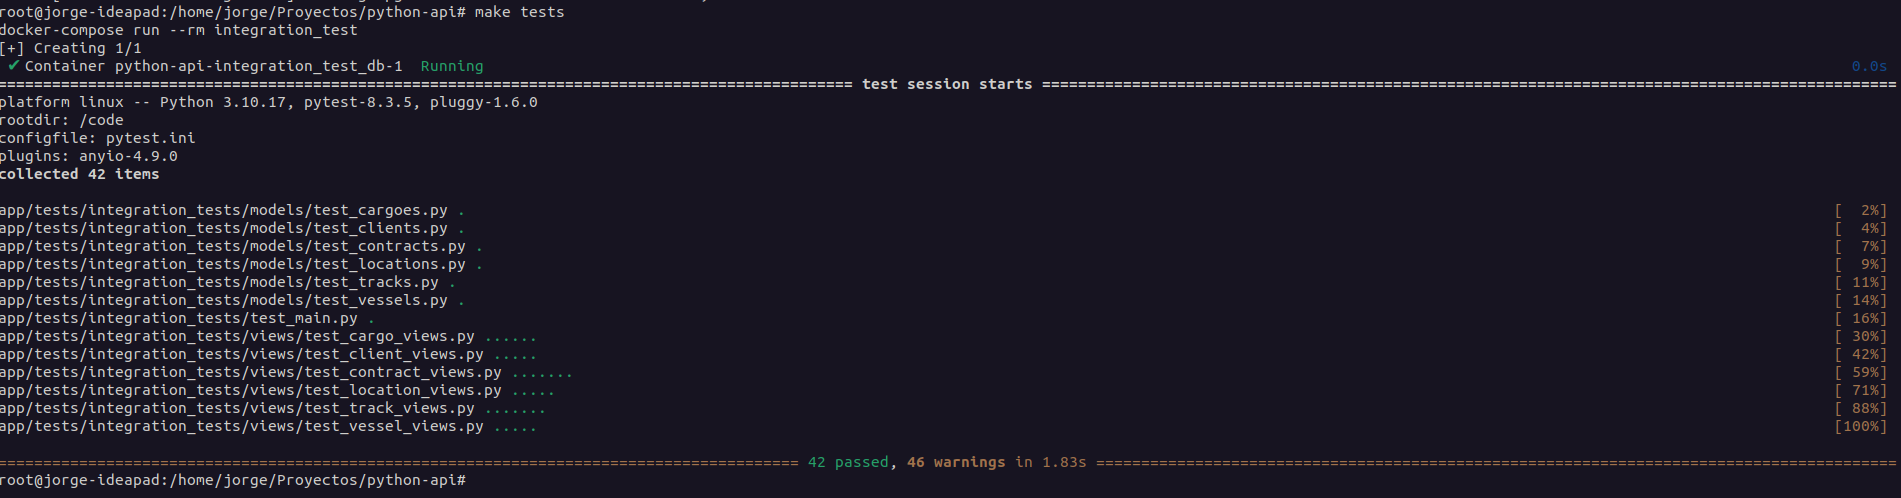 root@jorge-ideapad:/home/jorge/Proyectos/python-api# make tests
docker-compose run --rm integration_test
[+] Creating 1/1
✔ Container python-api-integration_test_db-1  Running 0.0s
=============================================================================================== test session starts ===============================================================================================
platform linux -- Python 3.10.17, pytest-8.3.5, pluggy-1.6.0
rootdir: /code
configfile: pytest.ini
plugins: anyio-4.9.0
collected 42 items
app/tests/integration_tests/models/test_cargoes.py . [  2%]
app/tests/integration_tests/models/test_clients.py . [  4%]
app/tests/integration_tests/models/test_contracts.py . [  7%]
app/tests/integration_tests/models/test_locations.py . [  9%]
app/tests/integration_tests/models/test_tracks.py . [ 11%]
app/tests/integration_tests/models/test_vessels.py . [ 14%]
app/tests/integration_tests/test_main.py . [ 16%]
app/tests/integration_tests/views/test_cargo_views.py ...... [ 30%]
app/tests/integration_tests/views/test_client_views.py ..... [ 42%]
app/tests/integration_tests/views/test_contract_views.py ....... [ 59%]
app/tests/integration_tests/views/test_location_views.py ..... [ 71%]
app/tests/integration_tests/views/test_track_views.py ....... [ 88%]
app/tests/integration_tests/views/test_vessel_views.py ..... [100%]
========================================================================================= 42 passed, 46 warnings in 1.83s =========================================================================================
root@jorge-ideapad:/home/jorge/Proyectos/python-api#